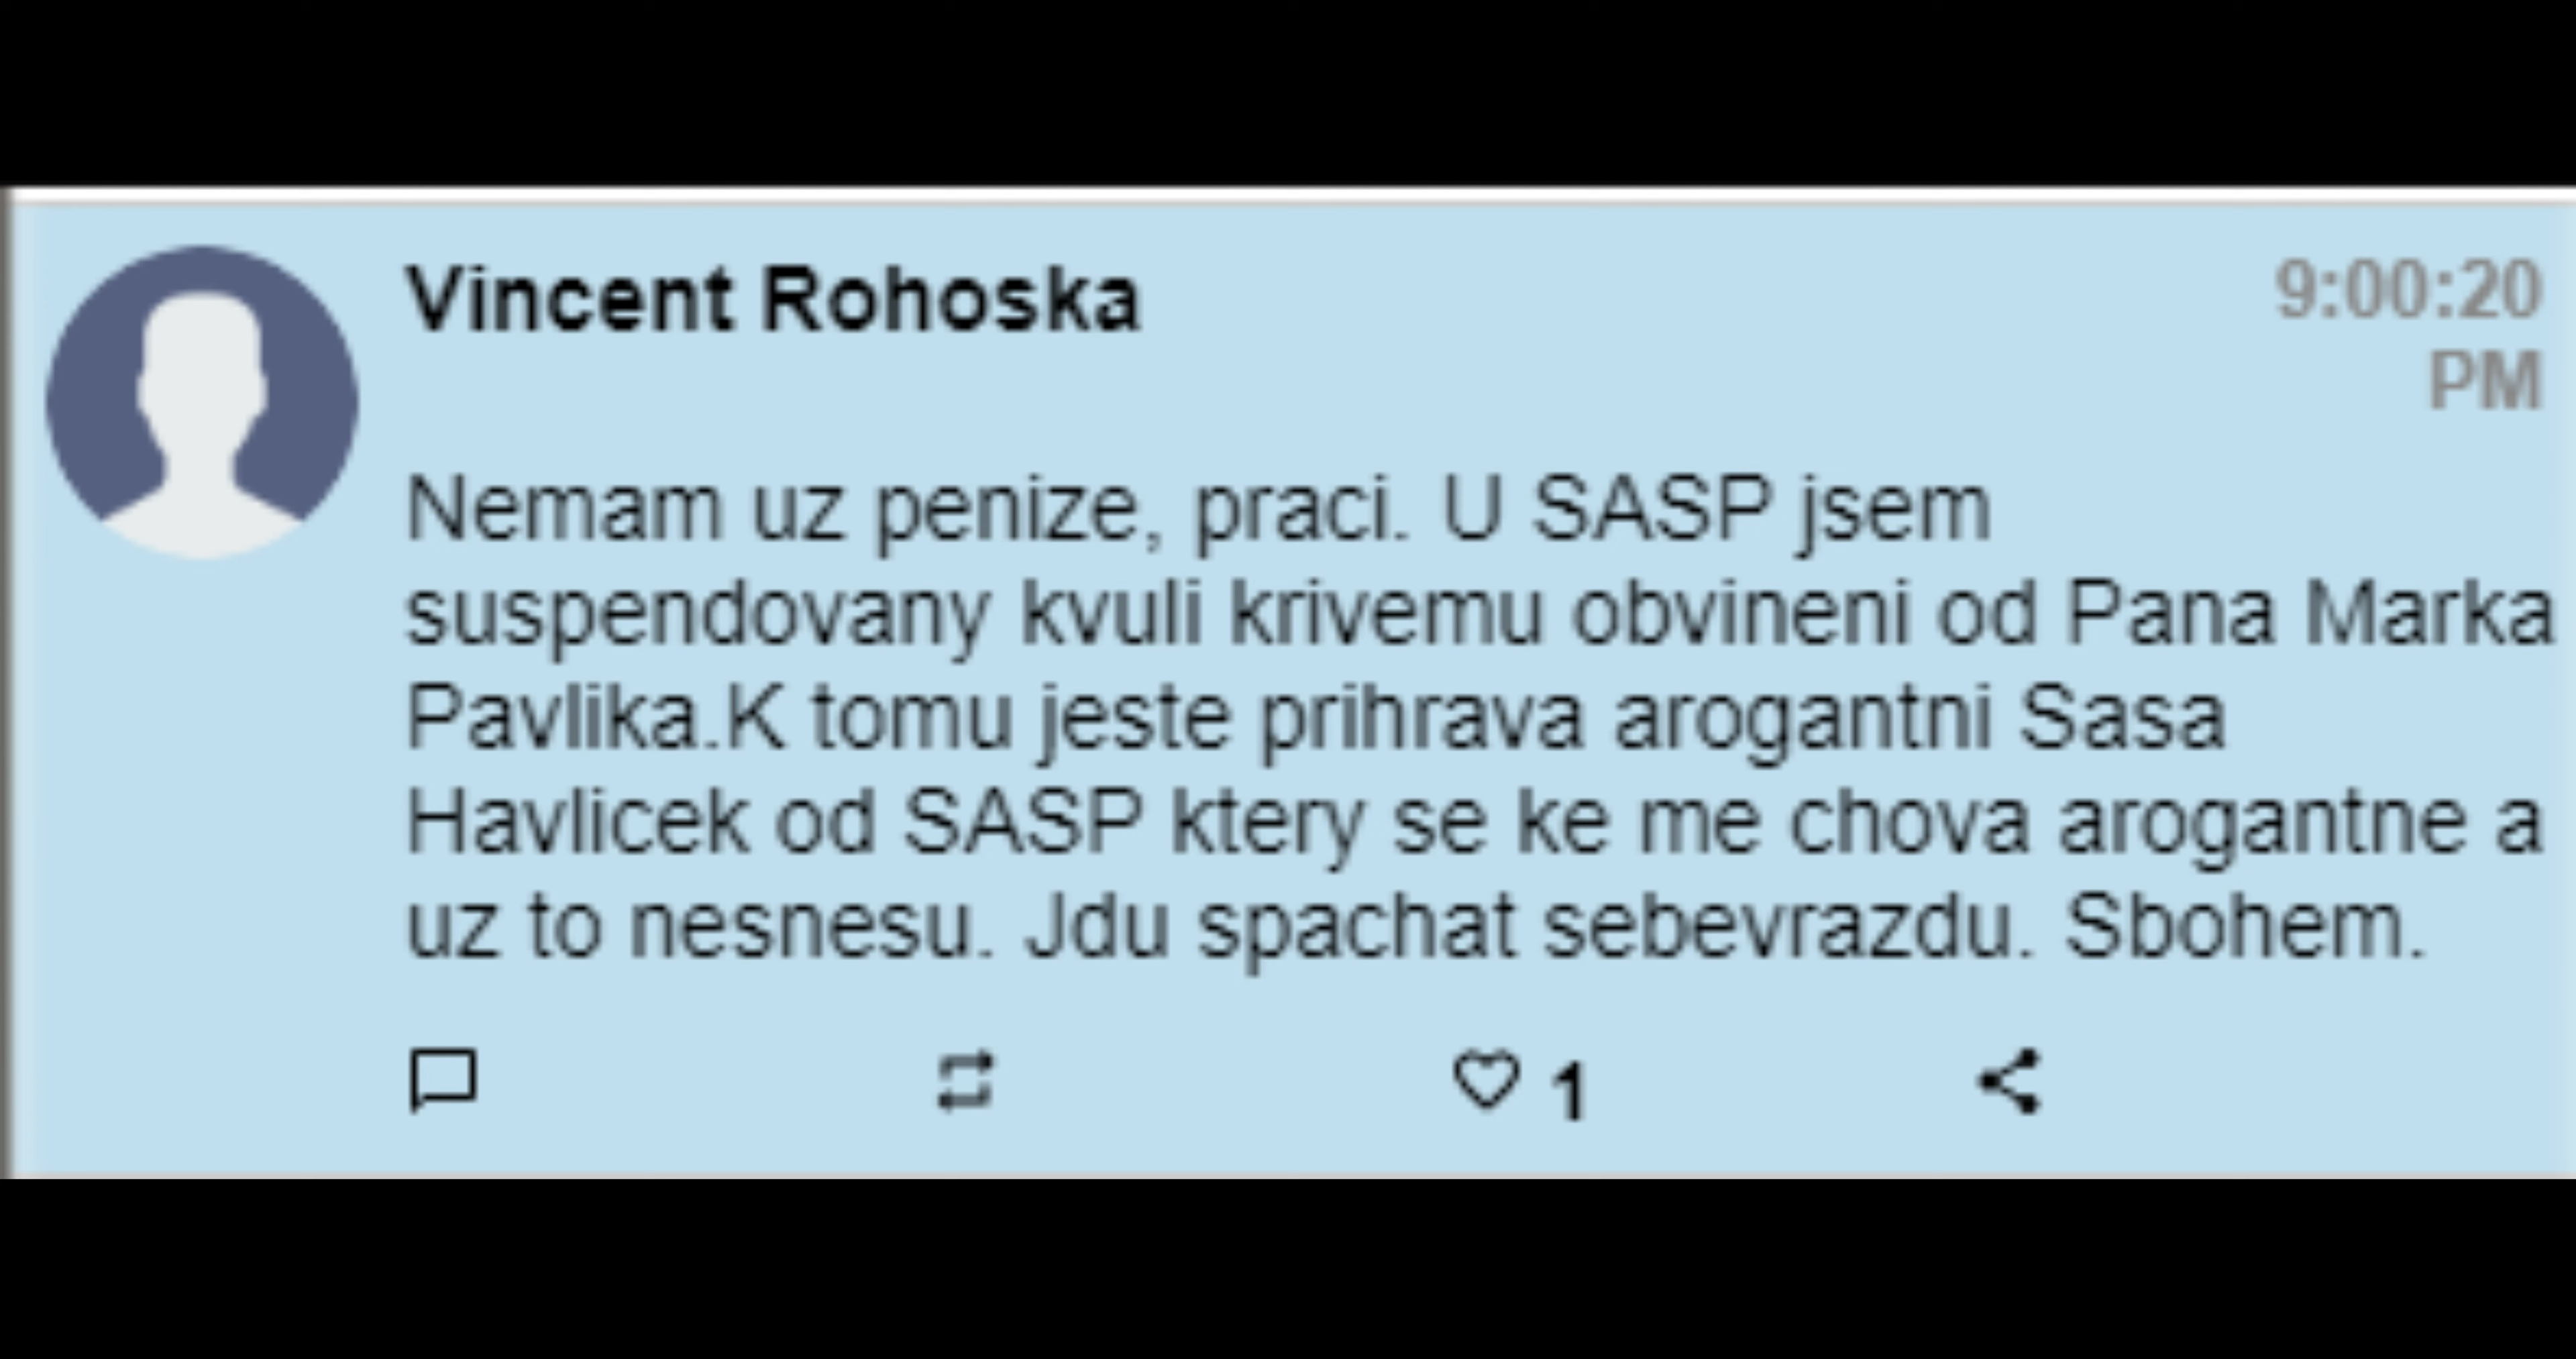 Vincent Rohoska
9:00:20
PM
Nemam uz penize, praci. U SASP jsem
suspendovany kvuli krivemu obvineni od Pana Marka
Pavlika.K tomu jeste prihrava arogantni Sasa
Havlicek od SASP ktery se ke me chova arogantne a
uz to nesnesu. Jdu spachat sebevrazdu. Sbohem.
1